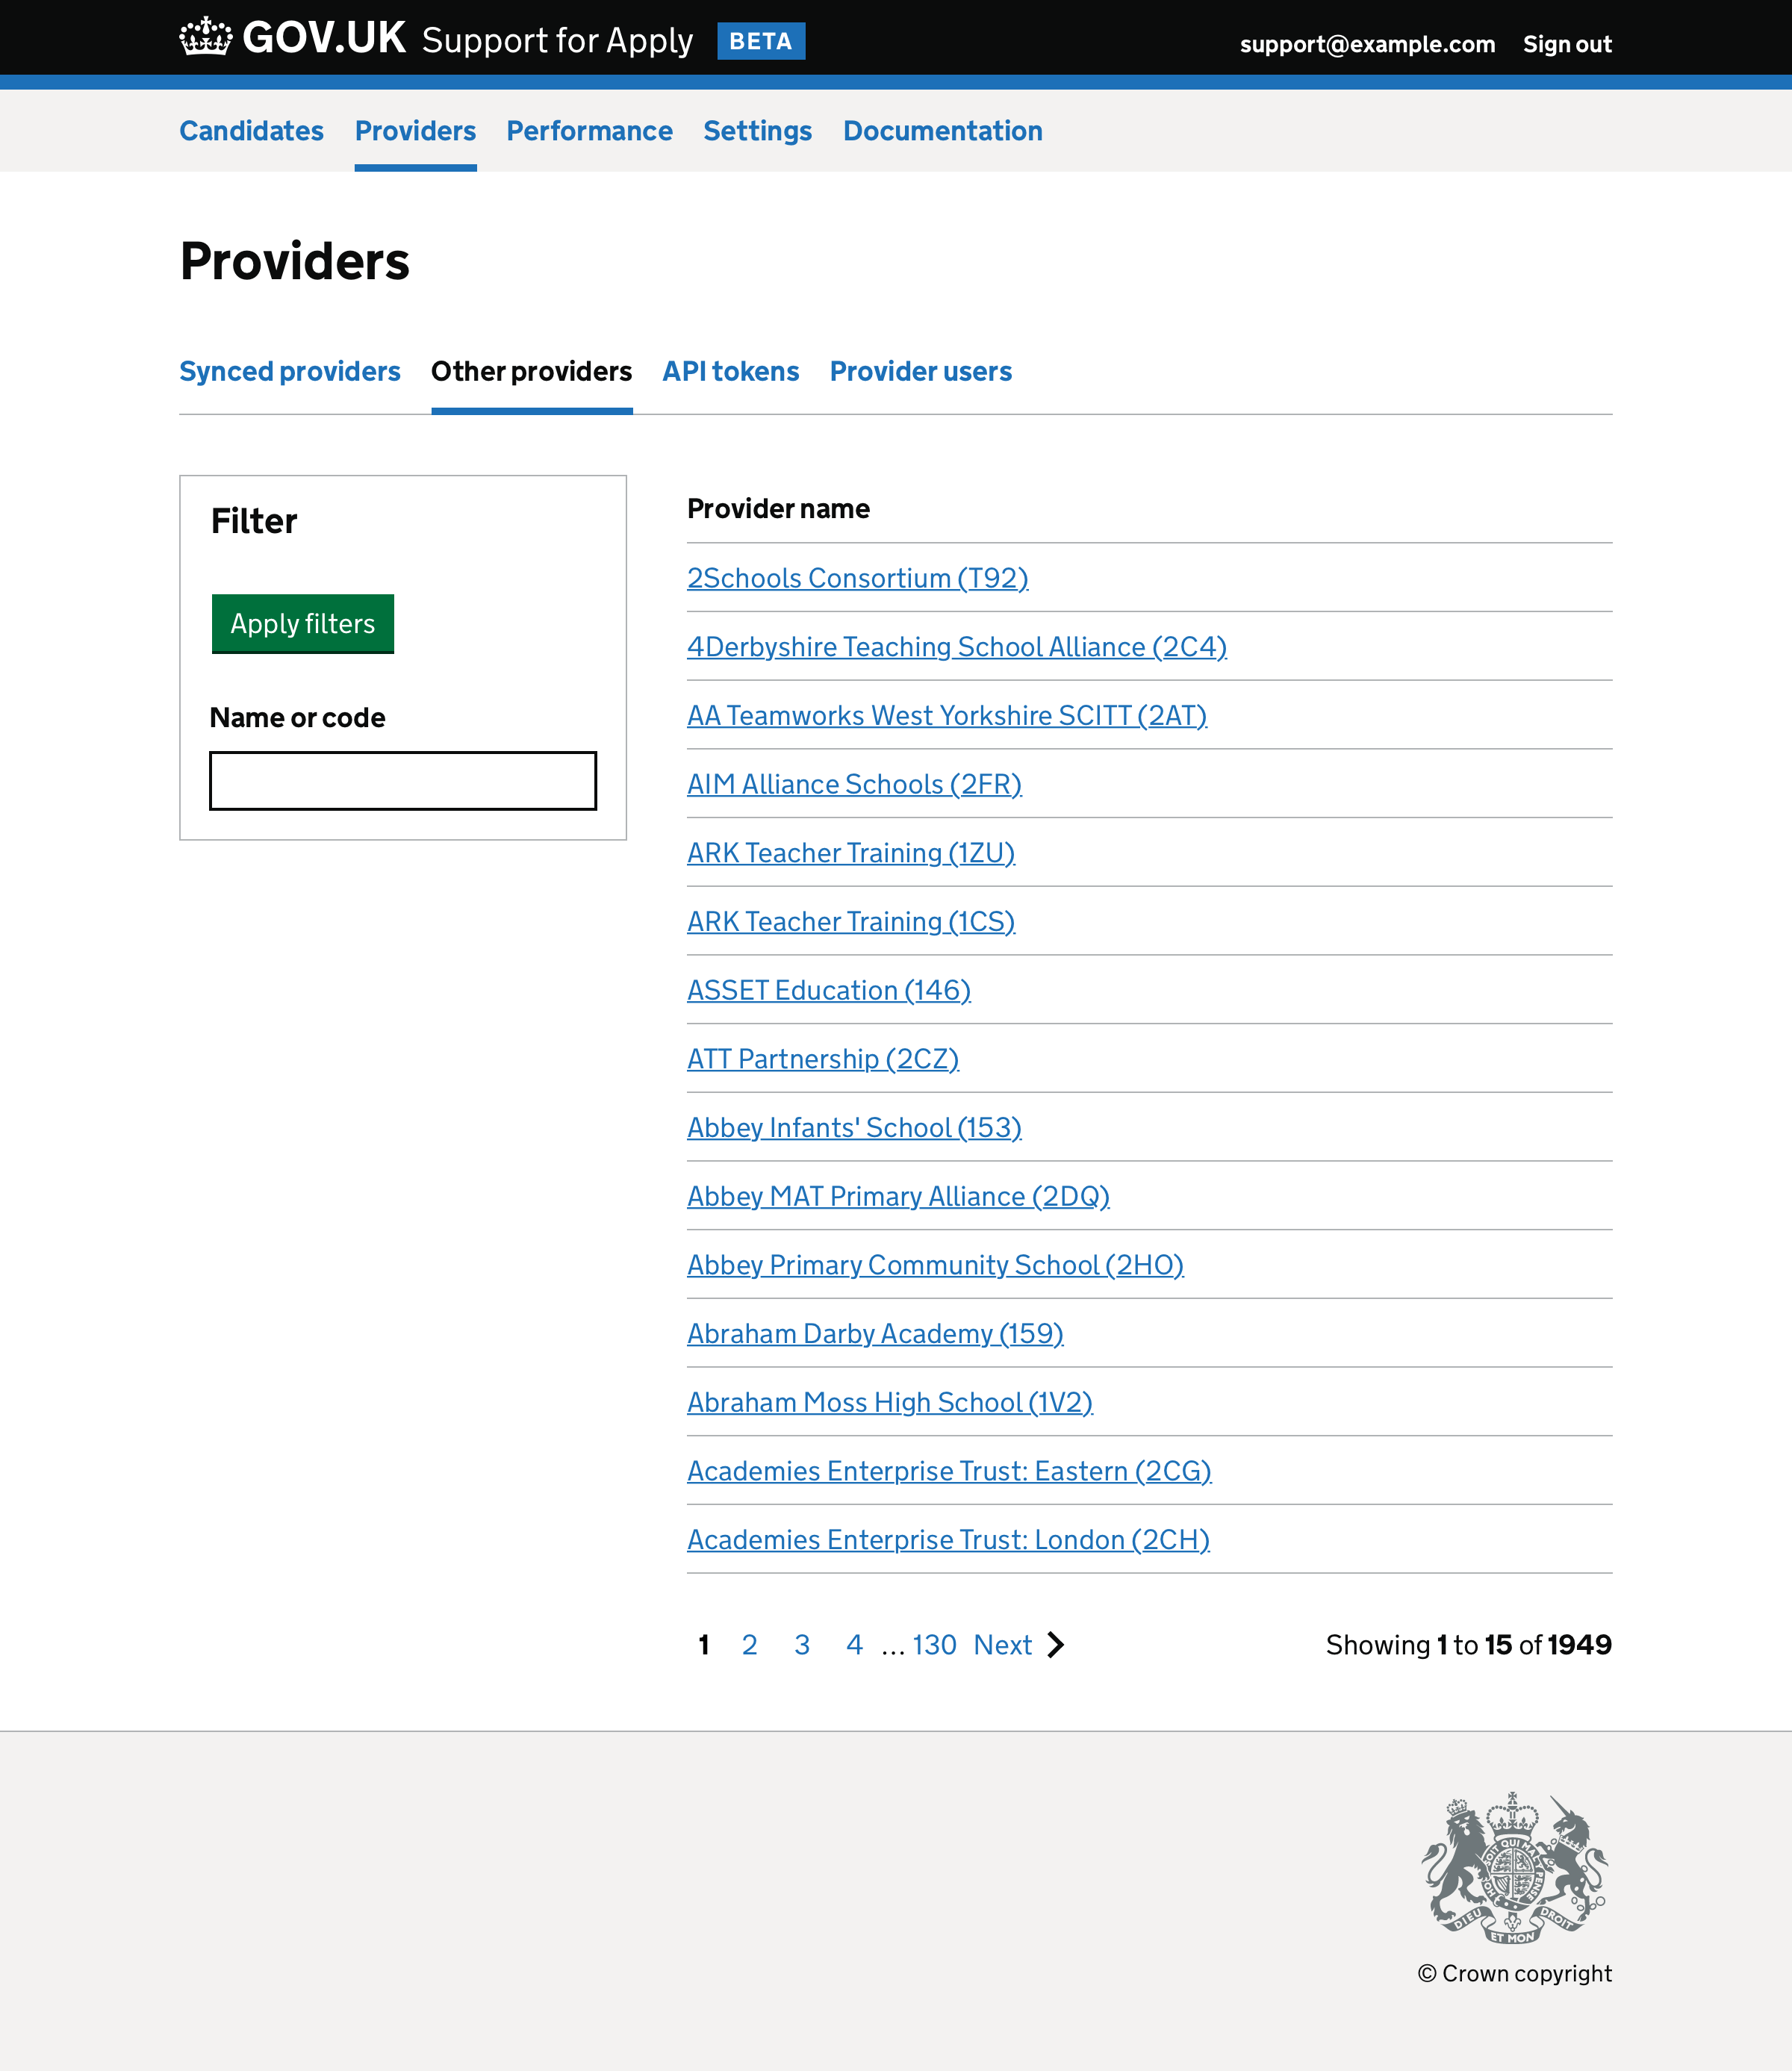 GOV.UK Support for Apply BETA support@example.com Sign out
Candidates Providers Performance Settings Documentation
Providers
Synced providers Other providers API tokens Provider users
Filter
Apply filters
Name or code
Provider name
2Schools Consortium (T92)
4Derbyshire Teaching School Alliance (2C4)
AA Teamworks West Yorkshire SCITT (2AT)
AIM Alliance Schools (2FR)
ARK Teacher Training (1ZU)
ARK Teacher Training (1CS)
ASSET Education (146)
ATT Partnership (2CZ)
Abbey Infants' School (153)
Abbey MAT Primary Alliance (2DQ)
Abbey Primary Community School (2HO)
Abraham Darby Academy (159)
Abraham Moss High School (1V2)
Academies Enterprise Trust: Eastern (2CG)
Academies Enterprise Trust: London (2CH)
1 2 3 4 … 130 Next
Showing 1 to 15 of 1949
DIEU ET MON DROIT
© Crown copyright